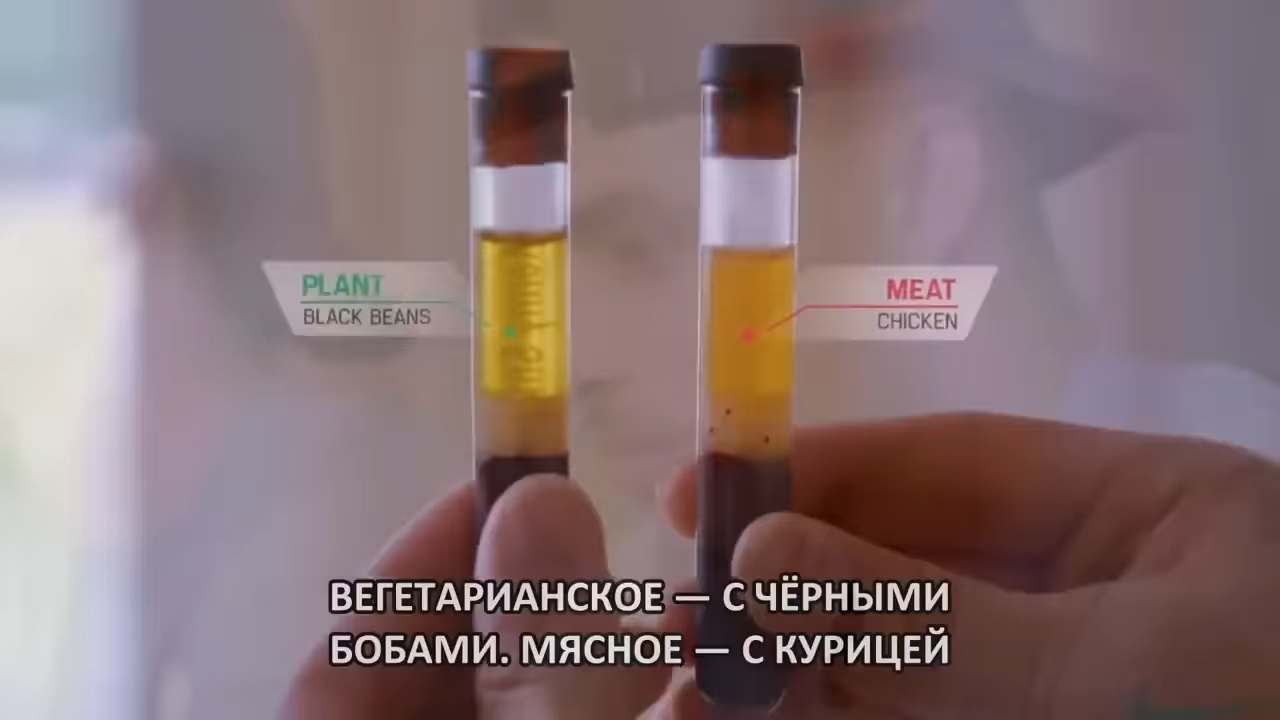 PLANT
BLACK BEANS
MEAT
CHICKEN
ВЕГЕТАРИАНСКОЕ — С ЧЁРНЫМИ
БОБАМИ. МЯСНОЕ — С КУРИЦЕЙ